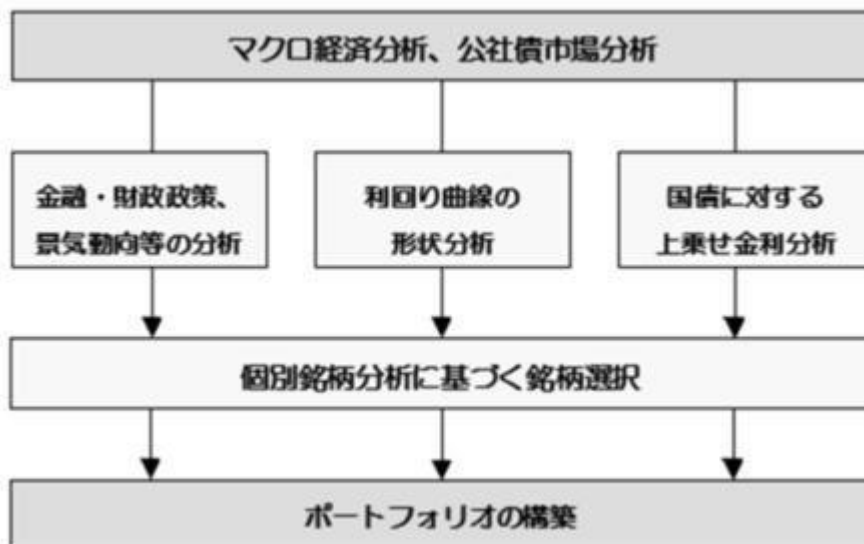 マクロ経済分析、公社債市場分析
金融・財政政策、
景気動向等の分析
利回り曲線の
形状分析
国債に対する
上乗せ金利分析
個別銘柄分析に基づく銘柄選択
ポートフォリオの構築